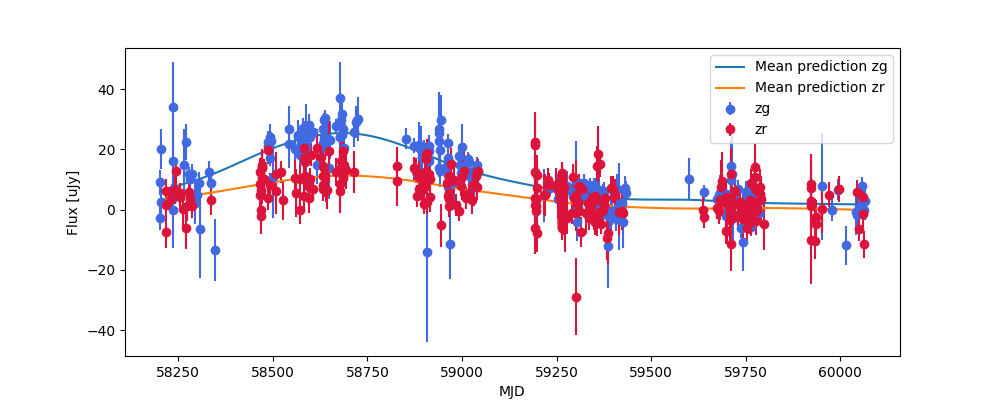 Mean prediction zg
Mean prediction zr
zg
zr
40
20
0
−20
−40
Flux [uJy]
58250
58500
58750
59000
59250
59500
59750
60000
MJD